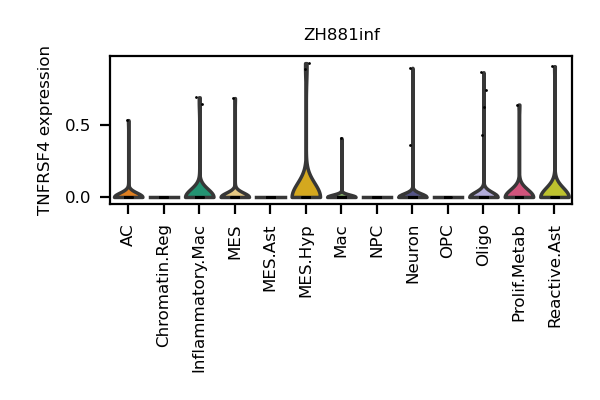 ZH881inf
TNFRSF4 expression
0.5
0.0
AC
Chromatin.Reg
Inflammatory.Mac
MES
MES.Ast
MES.Hyp
Mac
NPC
Neuron
OPC
Oligo
Prolif.Metab
Reactive.Ast